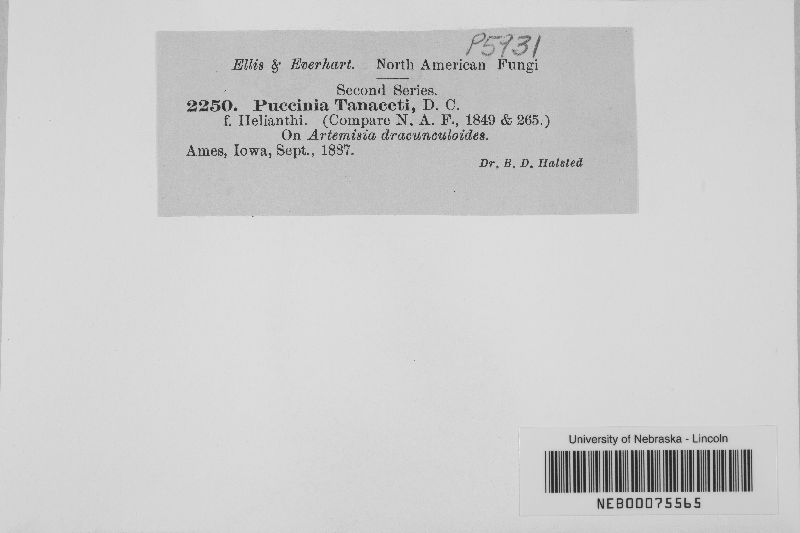 P5931
Ellis & Everhart. North American Fungi
Second Series.
2250. Puccinia Tanaceti, D. C.
f. Helianthi. (Compare N. A. F., 1849 & 265.)
On Artemisia dracunculoides.
Ames, Iowa, Sept., 1887.
Dr. B. D. Halsted
University of Nebraska - Lincoln
NEB00075565